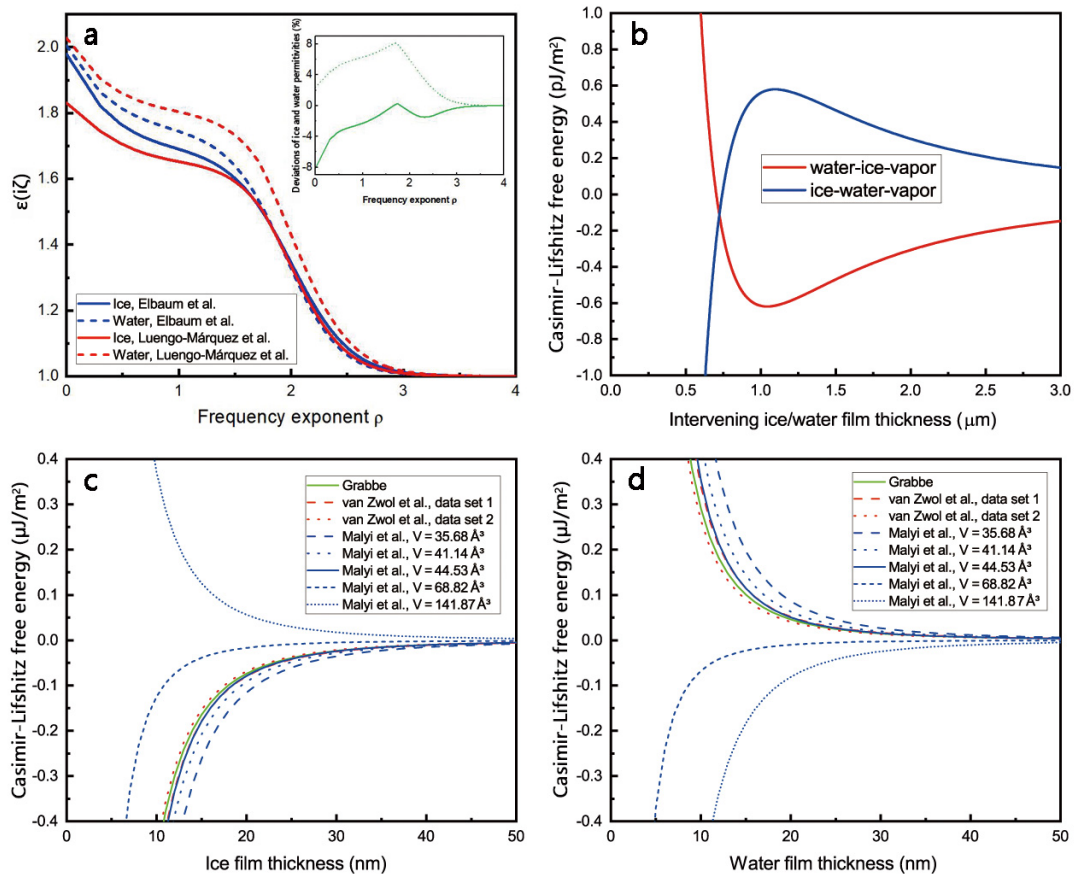 a
ε(iζ)
2.0
1.8
1.6
1.4
1.2
1.0
0
1
2
3
4
Frequency exponent ρ
Ice, Elbaum et al.
Water, Elbaum et al.
Ice, Luengo-Márquez et al.
Water, Luengo-Márquez et al.
Deviations of ice and water permitivities (%)
8
4
0
-4
-8
0
1
2
3
4
Frequency exponent ρ
b
Casimir-Lifshitz free energy (pJ/m²)
1.0
0.8
0.6
0.4
0.2
0.0
-0.2
-0.4
-0.6
-0.8
-1.0
0.0
0.5
1.0
1.5
2.0
2.5
3.0
Intervening ice/water film thickness (μm)
water-ice-vapor
ice-water-vapor
c
Casimir-Lifshitz free energy (μJ/m²)
0.4
0.3
0.2
0.1
0.0
-0.1
-0.2
-0.3
-0.4
0
10
20
30
40
50
Ice film thickness (nm)
Grabbe
van Zwol et al., data set 1
van Zwol et al., data set 2
Malyi et al., V = 35.68 Å³
Malyi et al., V = 41.14 Å³
Malyi et al., V = 44.53 Å³
Malyi et al., V = 68.82 Å³
Malyi et al., V = 141.87 Å³
d
Casimir-Lifshitz free energy (μJ/m²)
0.4
0.3
0.2
0.1
0.0
-0.1
-0.2
-0.3
-0.4
0
10
20
30
40
50
Water film thickness (nm)
Grabbe
van Zwol et al., data set 1
van Zwol et al., data set 2
Malyi et al., V = 35.68 Å³
Malyi et al., V = 41.14 Å³
Malyi et al., V = 44.53 Å³
Malyi et al., V = 68.82 Å³
Malyi et al., V = 141.87 Å³